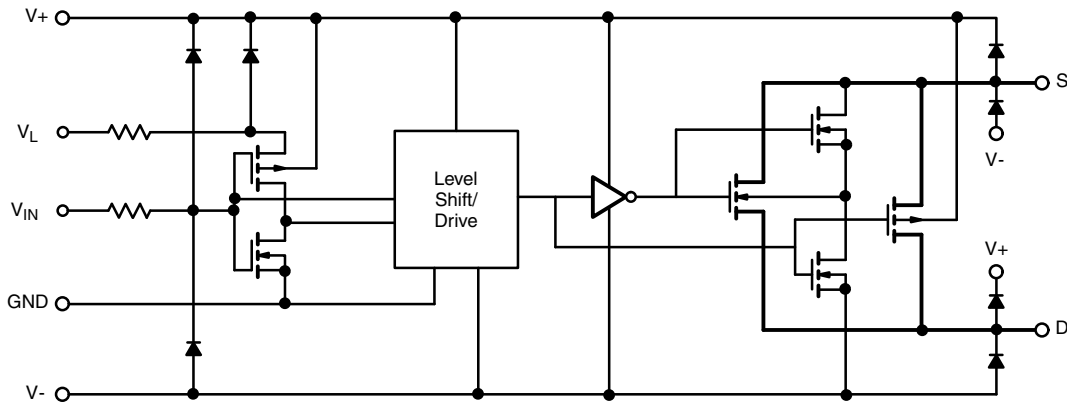 V+
S
VL
V-
Level
Shift/
Drive
VIN
V+
GND
D
V-